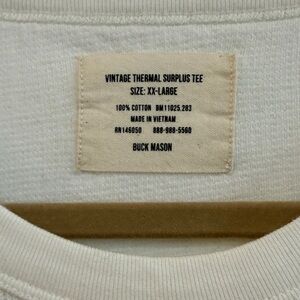 VINTAGE THERMAL SURPLUS TEE
SIZE: XX-LARGE
100% COTTON BM11025.283
MADE IN VIETNAM
RN146050 888-988-5560
BUCK MASON